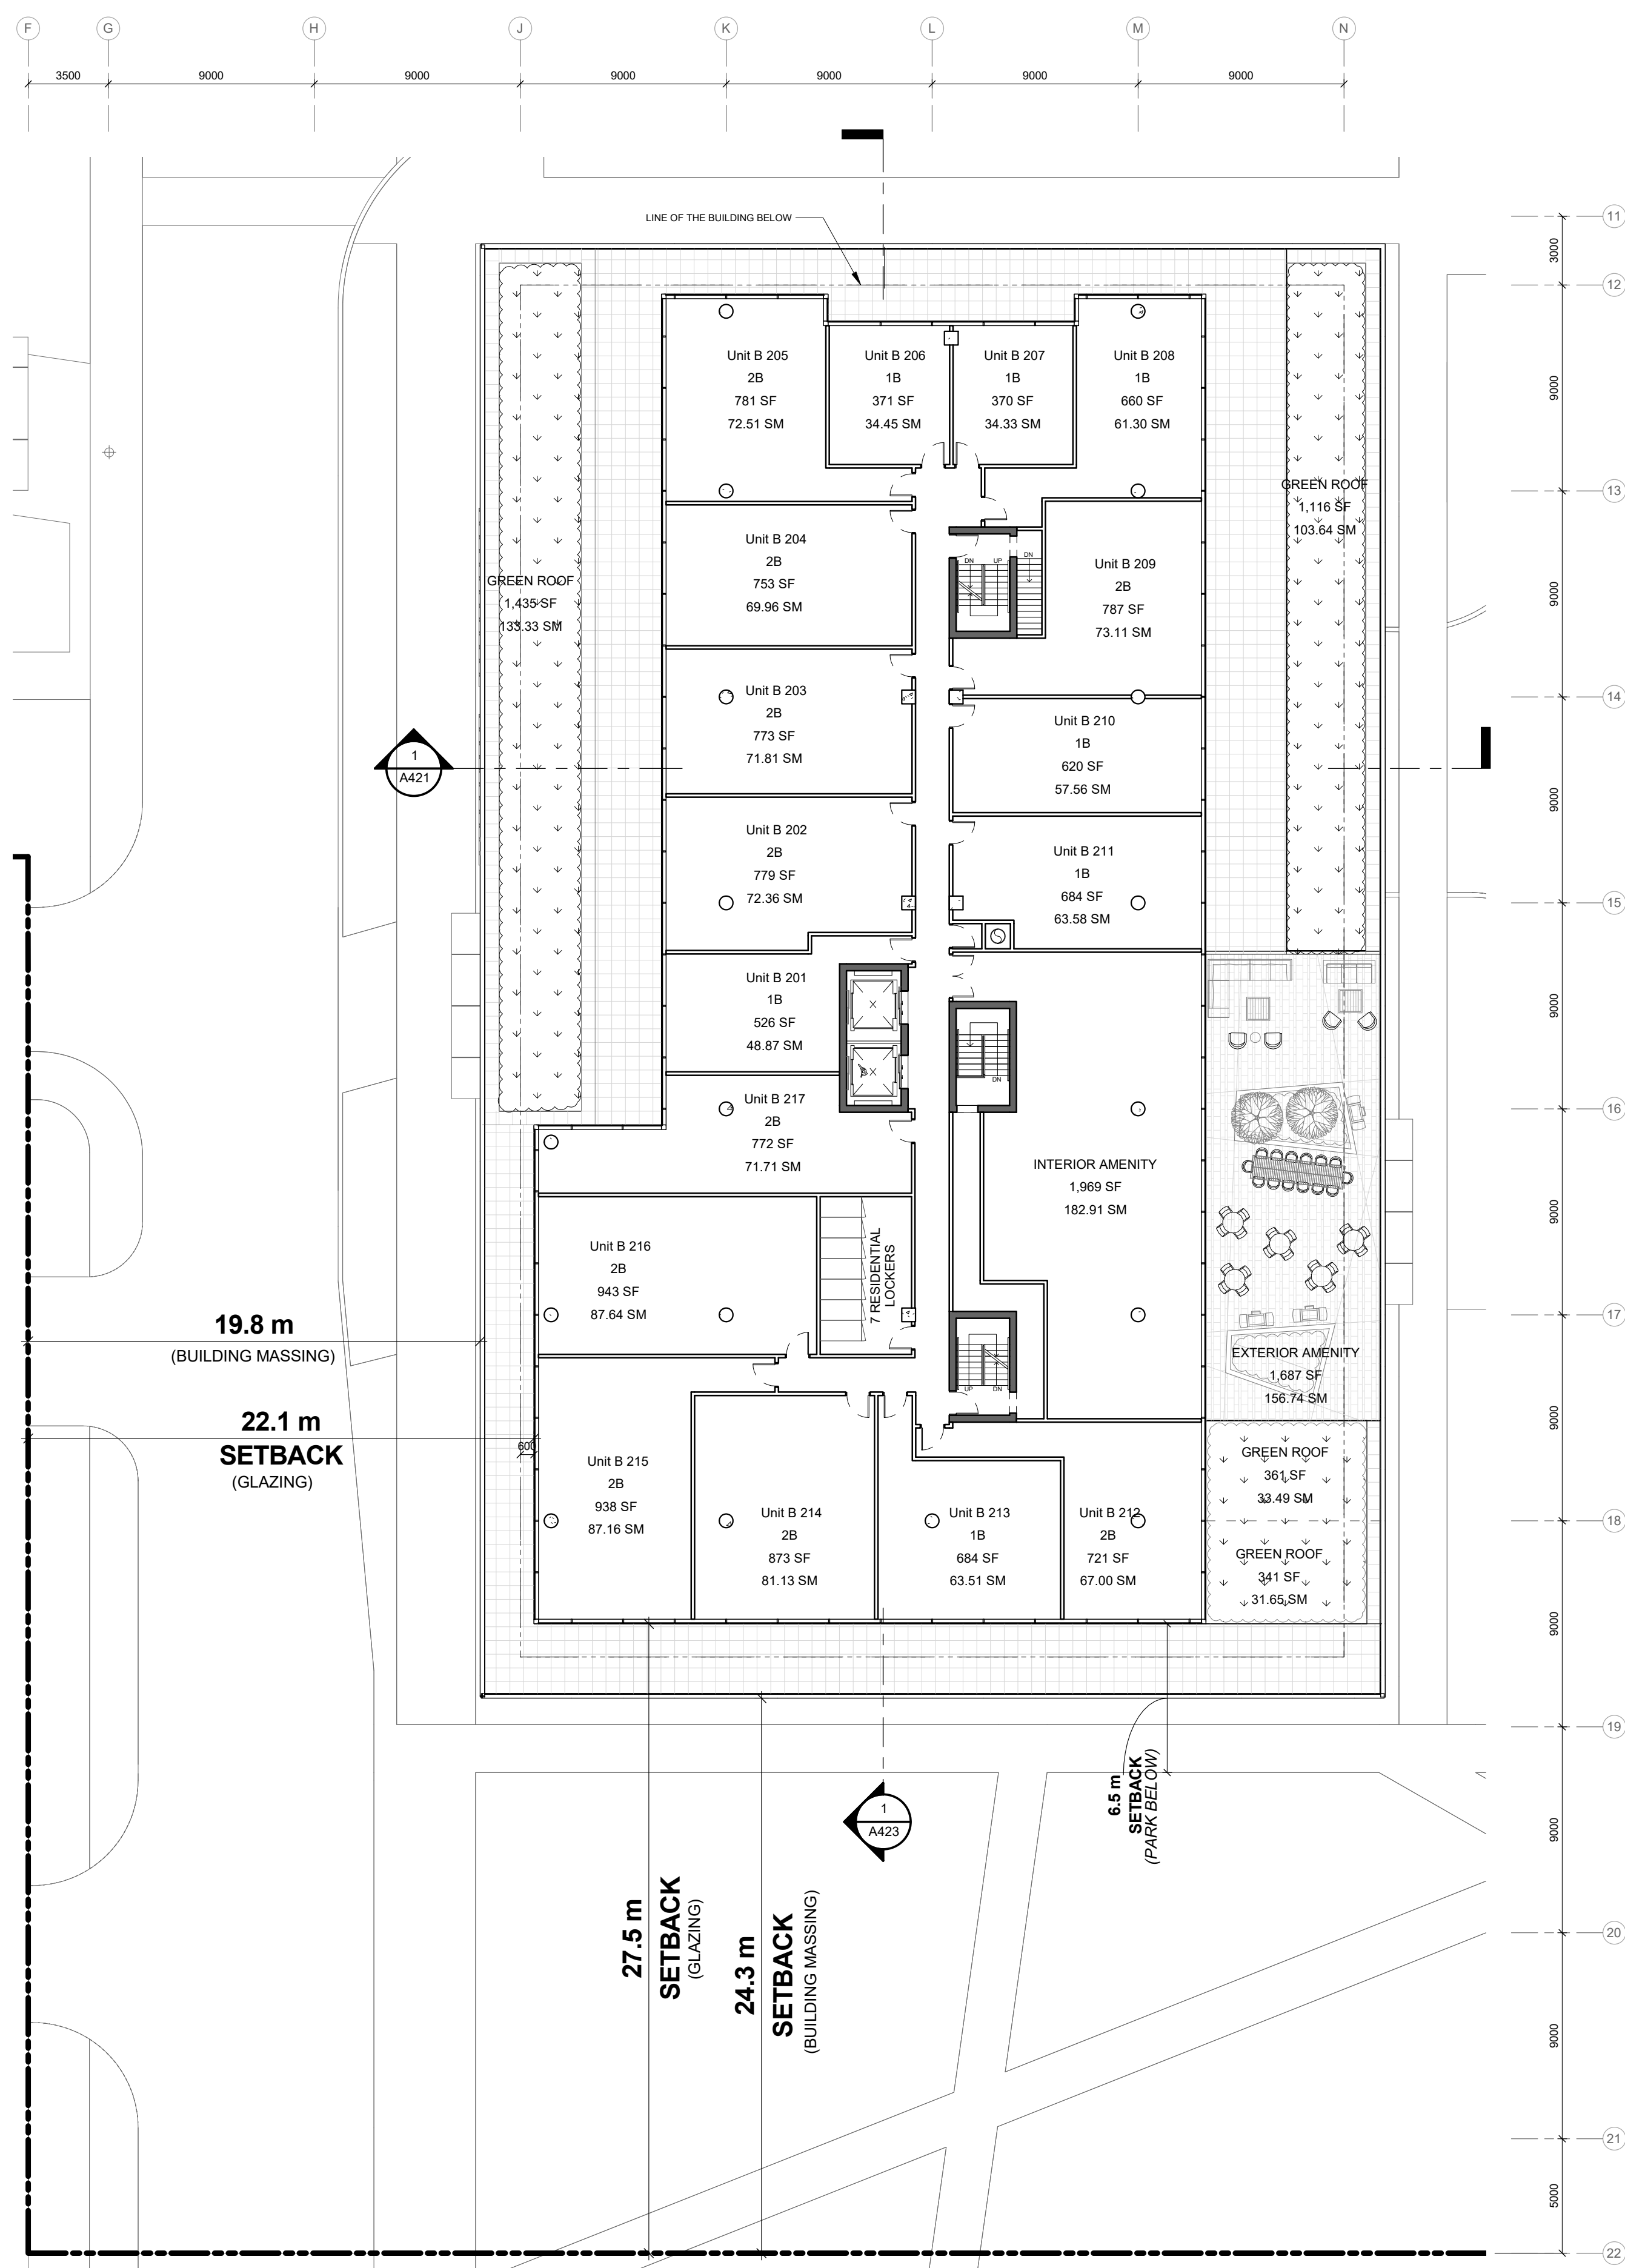 F G H J K L M N
3500 9000 9000 9000 9000 9000 9000
LINE OF THE BUILDING BELOW
11
3000
12
9000
13
9000
14
9000
15
9000
16
9000
17
9000
18
9000
19
9000
20
9000
21
5000
22
Unit B 205
2B
781 SF
72.51 SM
Unit B 206
1B
371 SF
34.45 SM
Unit B 207
1B
370 SF
34.33 SM
Unit B 208
1B
660 SF
61.30 SM
GREEN ROOF
1,116 SF
103.64 SM
Unit B 204
2B
753 SF
69.96 SM
DN UP DN
Unit B 209
2B
787 SF
73.11 SM
GREEN ROOF
1,435 SF
133.33 SM
Unit B 203
2B
773 SF
71.81 SM
Unit B 210
1B
620 SF
57.56 SM
1
A421
Unit B 202
2B
779 SF
72.36 SM
Unit B 211
1B
684 SF
63.58 SM
Unit B 201
1B
526 SF
48.87 SM
DN
Unit B 217
2B
772 SF
71.71 SM
INTERIOR AMENITY
1,969 SF
182.91 SM
Unit B 216
2B
943 SF
87.64 SM
7 RESIDENTIAL
LOCKERS
19.8 m
(BUILDING MASSING)
EXTERIOR AMENITY
1,687 SF
156.74 SM
UP DN
22.1 m
SETBACK
(GLAZING)
600
Unit B 215
2B
938 SF
87.16 SM
GREEN ROOF
361 SF
33.49 SM
Unit B 214
2B
873 SF
81.13 SM
Unit B 213
1B
684 SF
63.51 SM
Unit B 212
2B
721 SF
67.00 SM
GREEN ROOF
341 SF
31.65 SM
6.5 m
SETBACK
(PARK BELOW)
1
A423
27.5 m
SETBACK
(GLAZING)
24.3 m
SETBACK
(BUILDING MASSING)